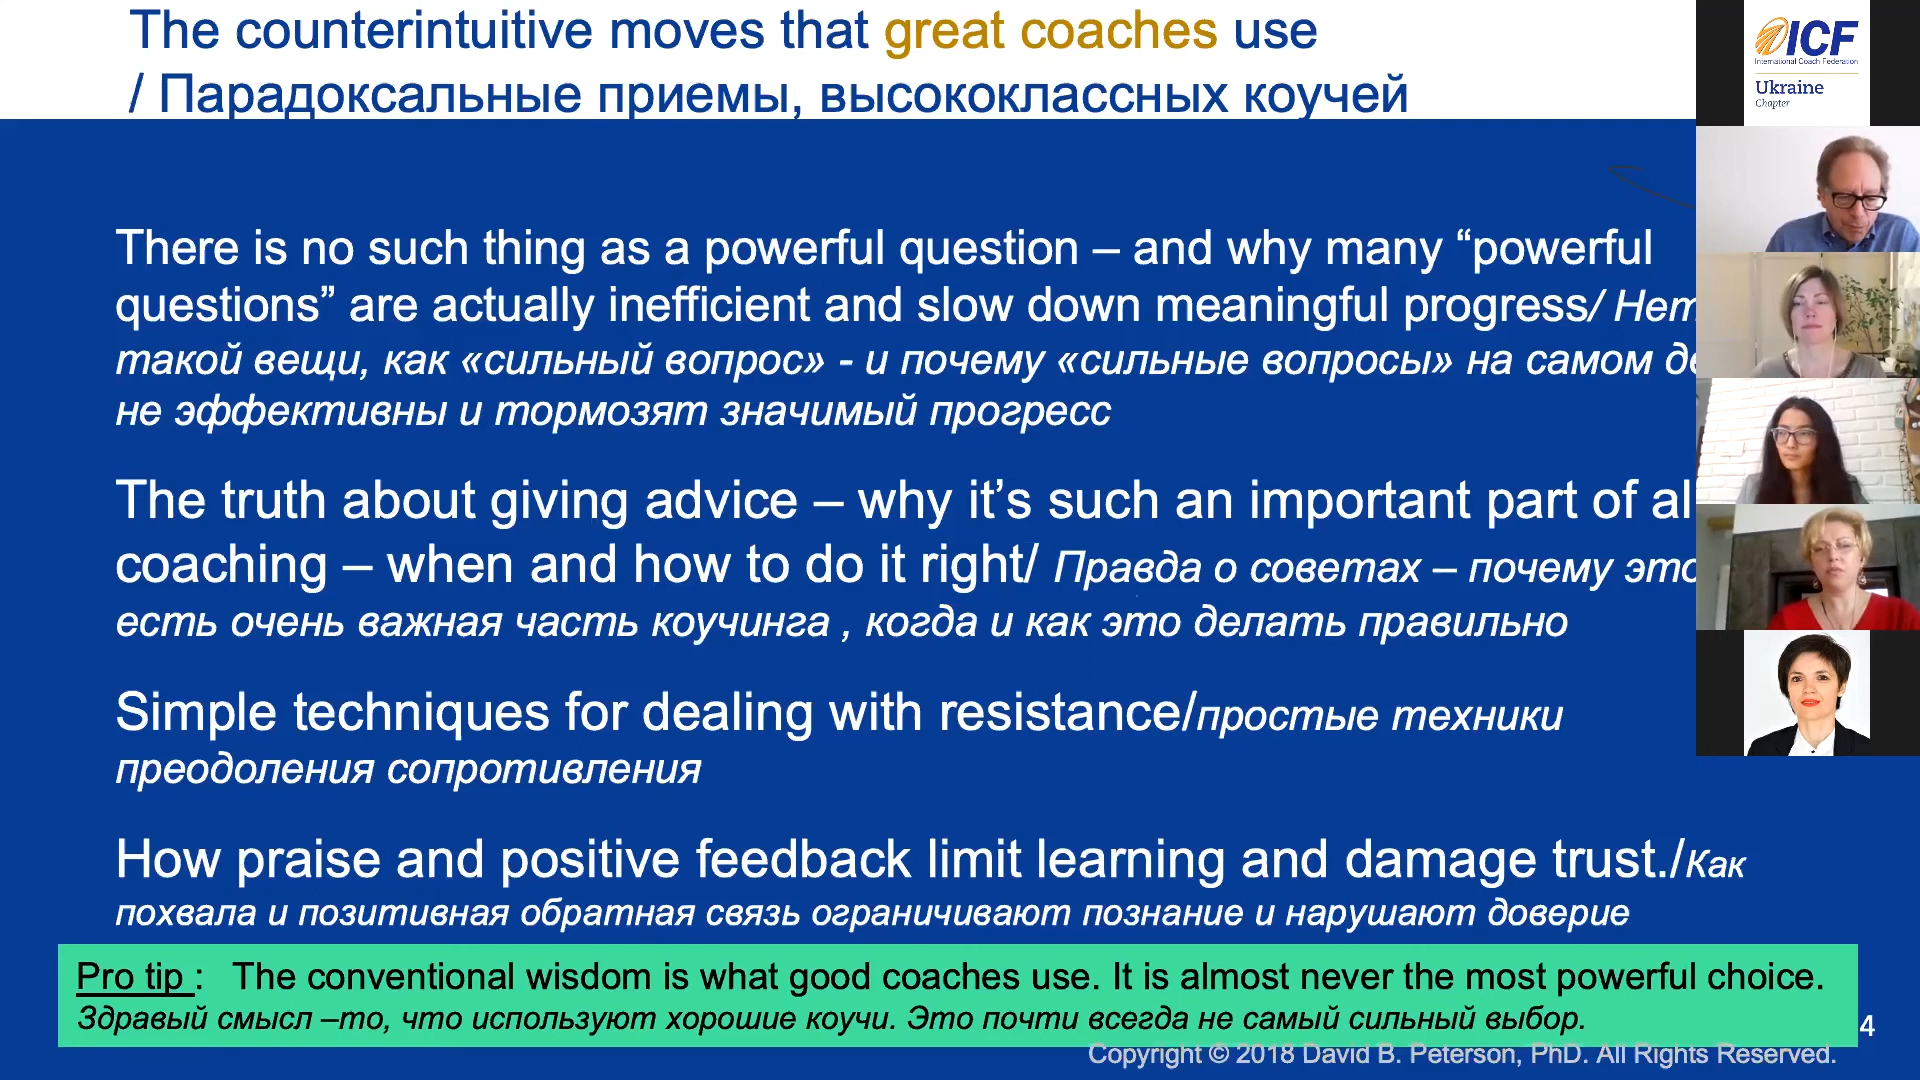 The counterintuitive moves that great coaches use
/ Парадоксальные приемы, высококлассных коучей
ICF
International Coach Federation
Ukraine
Chapter
There is no such thing as a powerful question – and why many “powerful
questions” are actually inefficient and slow down meaningful progress/ Нет
такой вещи, как «сильный вопрос» - и почему «сильные вопросы» на самом
не эффективны и тормозят значимый прогресс
The truth about giving advice – why it’s such an important part of
coaching – when and how to do it right/ Правда о советах – почему это
есть очень важная часть коучинга , когда и как это делать правильно
Simple techniques for dealing with resistance/простые техники
преодоления сопротивления
How praise and positive feedback limit learning and damage trust./Как
похвала и позитивная обратная связь ограничивают познание и нарушают доверие
Pro tip : The conventional wisdom is what good coaches use. It is almost never the most powerful choice.
Здравый смысл –то, что используют хорошие коучи. Это почти всегда не самый сильный выбор.
4
Copyright © 2018 David B. Peterson, PhD. All Rights Reserved.